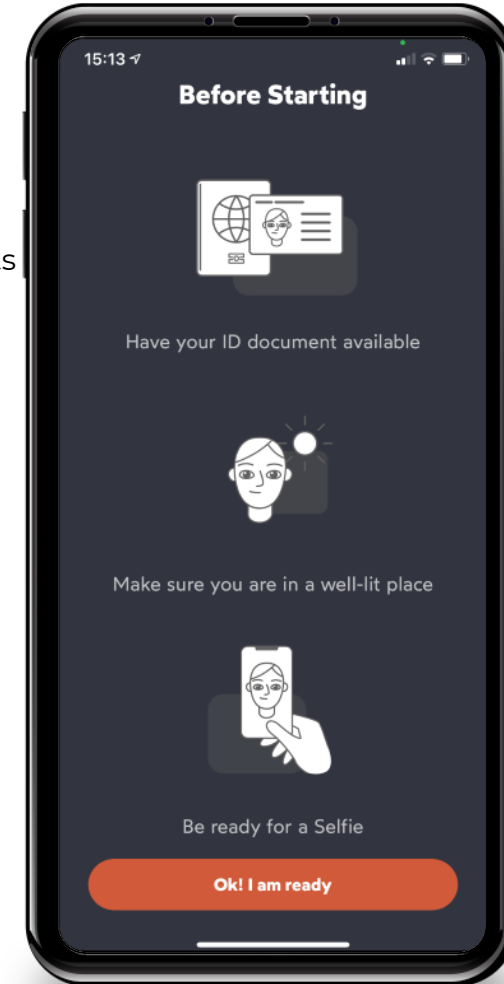 15:13
Before Starting
Have your ID document available
Make sure you are in a well-lit place
Be ready for a Selfie
Ok! I am ready